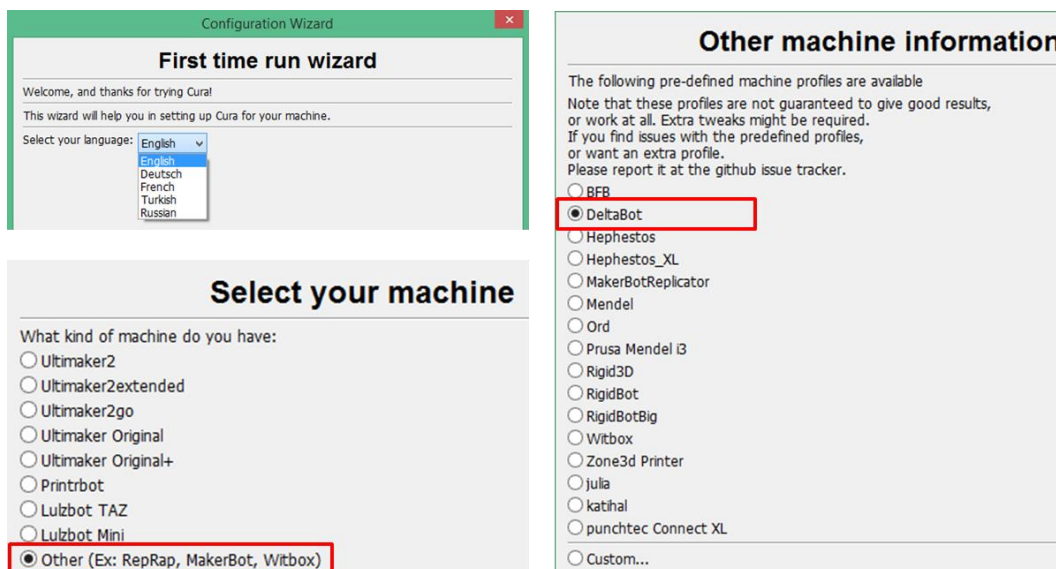 Configuration Wizard
First time run wizard
Welcome, and thanks for trying Cura!
This wizard will help you in setting up Cura for your machine.
Select your language: English
English
Deutsch
French
Turkish
Russian
Select your machine
What kind of machine do you have:
Ultimaker2
Ultimaker2extended
Ultimaker2go
Ultimaker Original
Ultimaker Original+
Printrbot
Lulzbot TAZ
Lulzbot Mini
Other (Ex: RepRap, MakerBot, Witbox)
Other machine information
The following pre-defined machine profiles are available
Note that these profiles are not guaranteed to give good results,
or work at all. Extra tweaks might be required.
If you find issues with the predefined profiles,
or want an extra profile.
Please report it at the github issue tracker.
BFB
DeltaBot
Hephestos
Hephestos_XL
MakerBotReplicator
Mendel
Ord
Prusa Mendel i3
Rigid3D
RigidBot
RigidBotBig
Witbox
Zone3d Printer
julia
katihal
punchtec Connect XL
Custom...